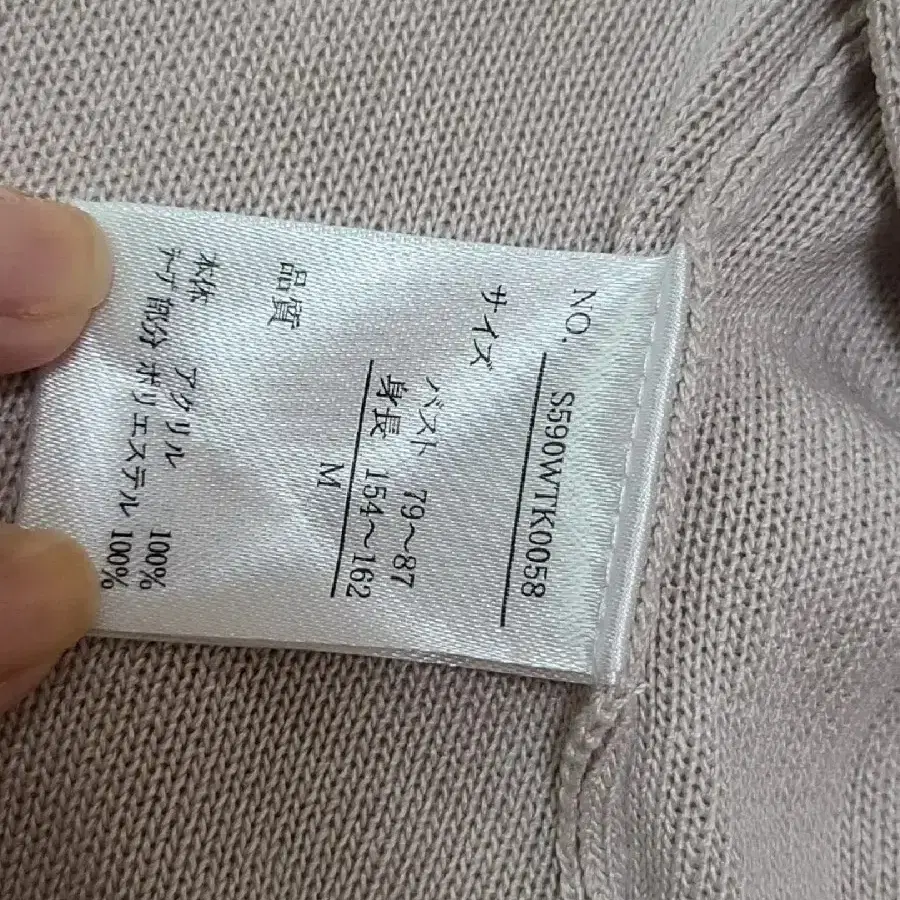 NO. S590WTK0058
サイズ
バスト 79～87
身長 154～162
M
品質
本体 アクリル 100%
テープ部分 ポリエステル 100%